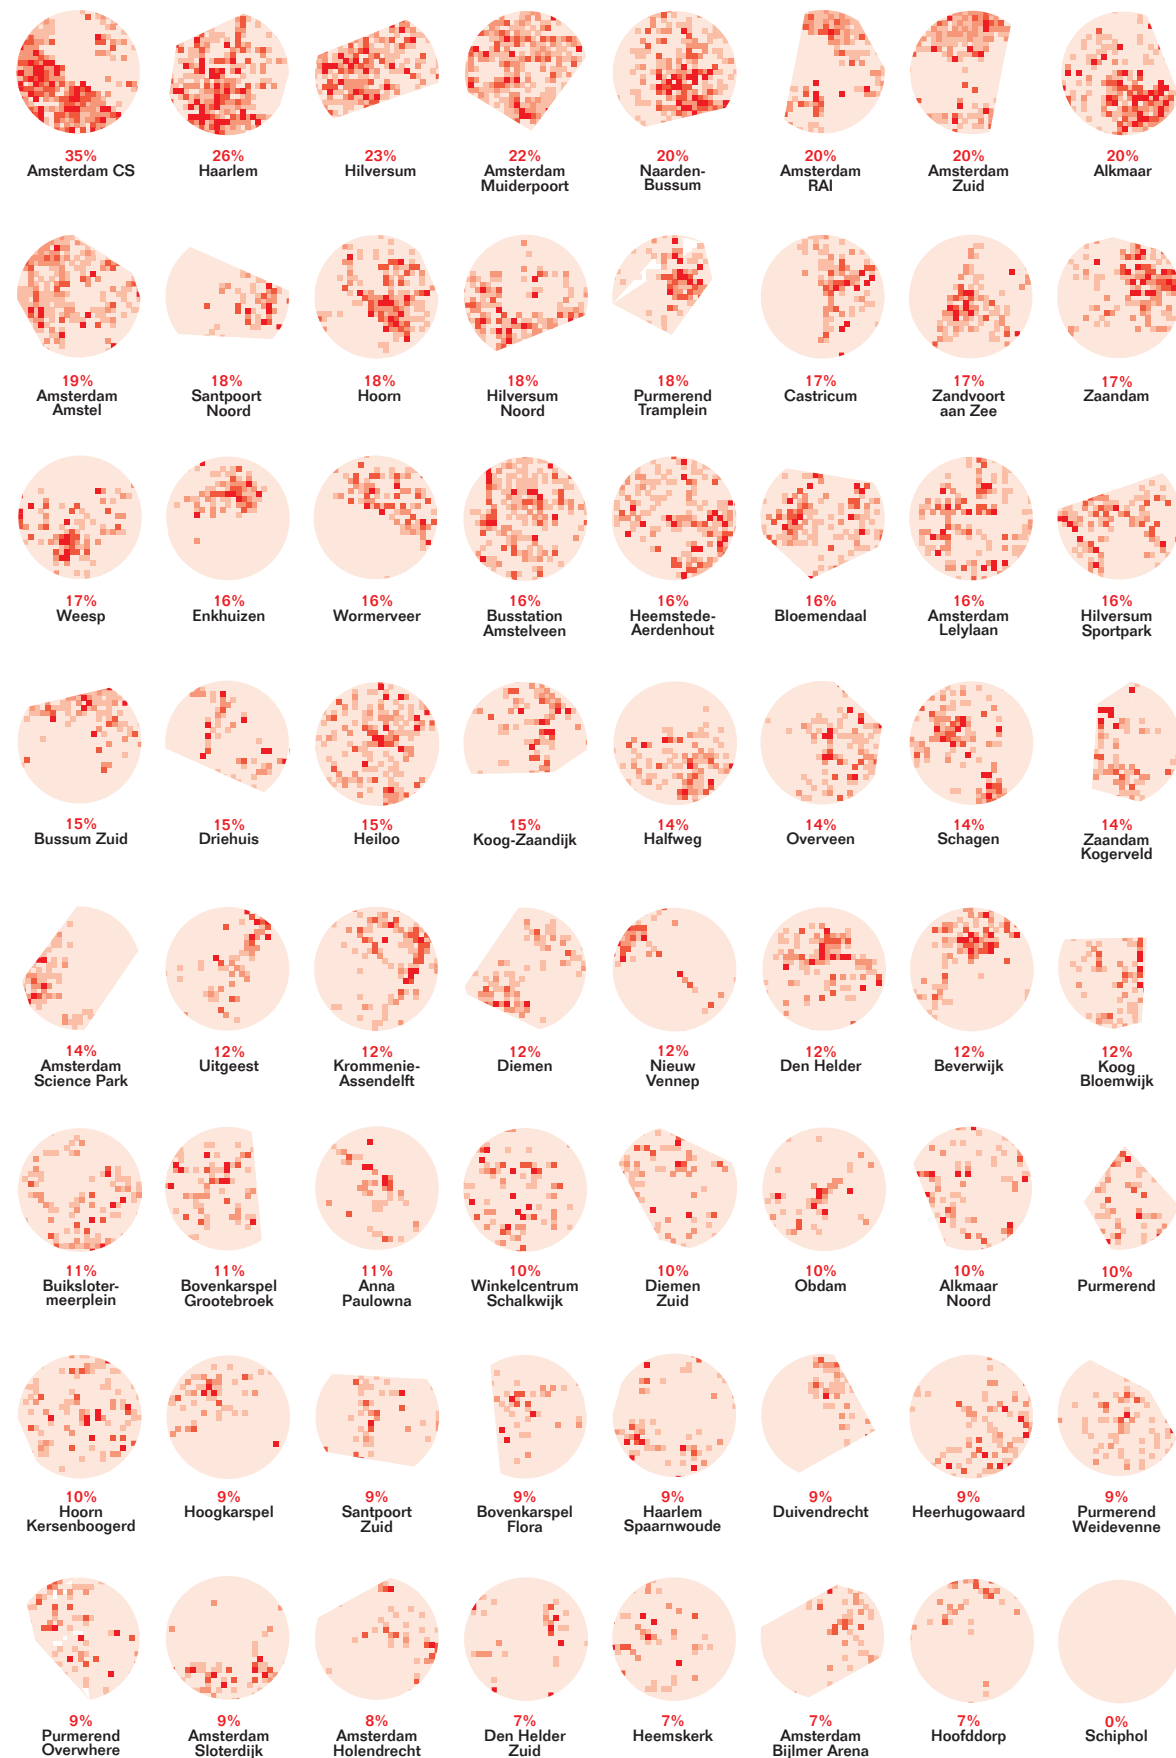 35%
Amsterdam CS
26%
Haarlem
23%
Hilversum
22%
Amsterdam
Muiderpoort
20%
Naarden-
Bussum
20%
Amsterdam
RAI
20%
Amsterdam
Zuid
20%
Alkmaar
19%
Amsterdam
Amstel
18%
Santpoort
Noord
18%
Hoorn
18%
Hilversum
Noord
18%
Purmerend
Tramplein
17%
Castricum
17%
Zandvoort
aan Zee
17%
Zaandam
17%
Weesp
16%
Enkhuizen
16%
Wormerveer
16%
Busstation
Amstelveen
16%
Heemstede-
Aerdenhout
16%
Bloemendaal
16%
Amsterdam
Lelylaan
16%
Hilversum
Sportpark
15%
Bussum Zuid
15%
Driehuis
15%
Heiloo
15%
Koog-Zaandijk
14%
Halfweg
14%
Overveen
14%
Schagen
14%
Zaandam
Kogerveld
14%
Amsterdam
Science Park
12%
Uitgeest
12%
Krommenie-
Assendelft
12%
Diemen
12%
Nieuw
Vennep
12%
Den Helder
12%
Beverwijk
12%
Koog
Bloemwijk
11%
Buiksloter-
meerplein
11%
Bovenkarspel
Grootebroek
11%
Anna
Paulowna
10%
Winkelcentrum
Schalkwijk
10%
Diemen
Zuid
10%
Obdam
10%
Alkmaar
Noord
10%
Purmerend
10%
Hoorn
Kersenboogerd
9%
Hoogkarspel
9%
Santpoort
Zuid
9%
Bovenkarspel
Flora
9%
Haarlem
Spaarnwoude
9%
Duivendrecht
9%
Heerhugowaard
9%
Purmerend
Weidevenne
9%
Purmerend
Overwhere
9%
Amsterdam
Sloterdijk
8%
Amsterdam
Holendrecht
7%
Den Helder
Zuid
7%
Heemskerk
7%
Amsterdam
Bijlmer Arena
7%
Hoofddorp
0%
Schiphol